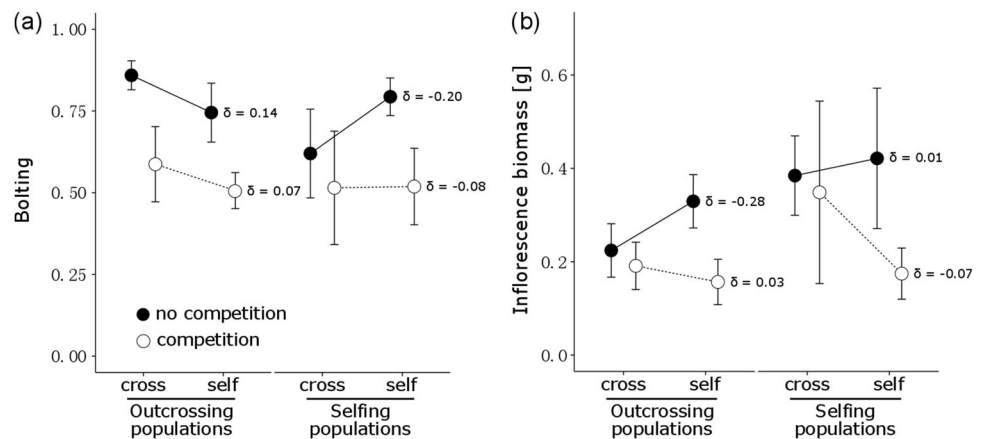 (a)
Bolting
1.00
0.75
0.50
0.25
0.00
δ = 0.14
δ = 0.07
δ = -0.20
δ = -0.08
no competition
competition
cross self cross self
Outcrossing populations
Selfing populations
(b)
Inflorescence biomass [g]
0.6
0.4
0.2
0.0
δ = -0.28
δ = 0.03
δ = 0.01
δ = -0.07
cross self cross self
Outcrossing populations
Selfing populations